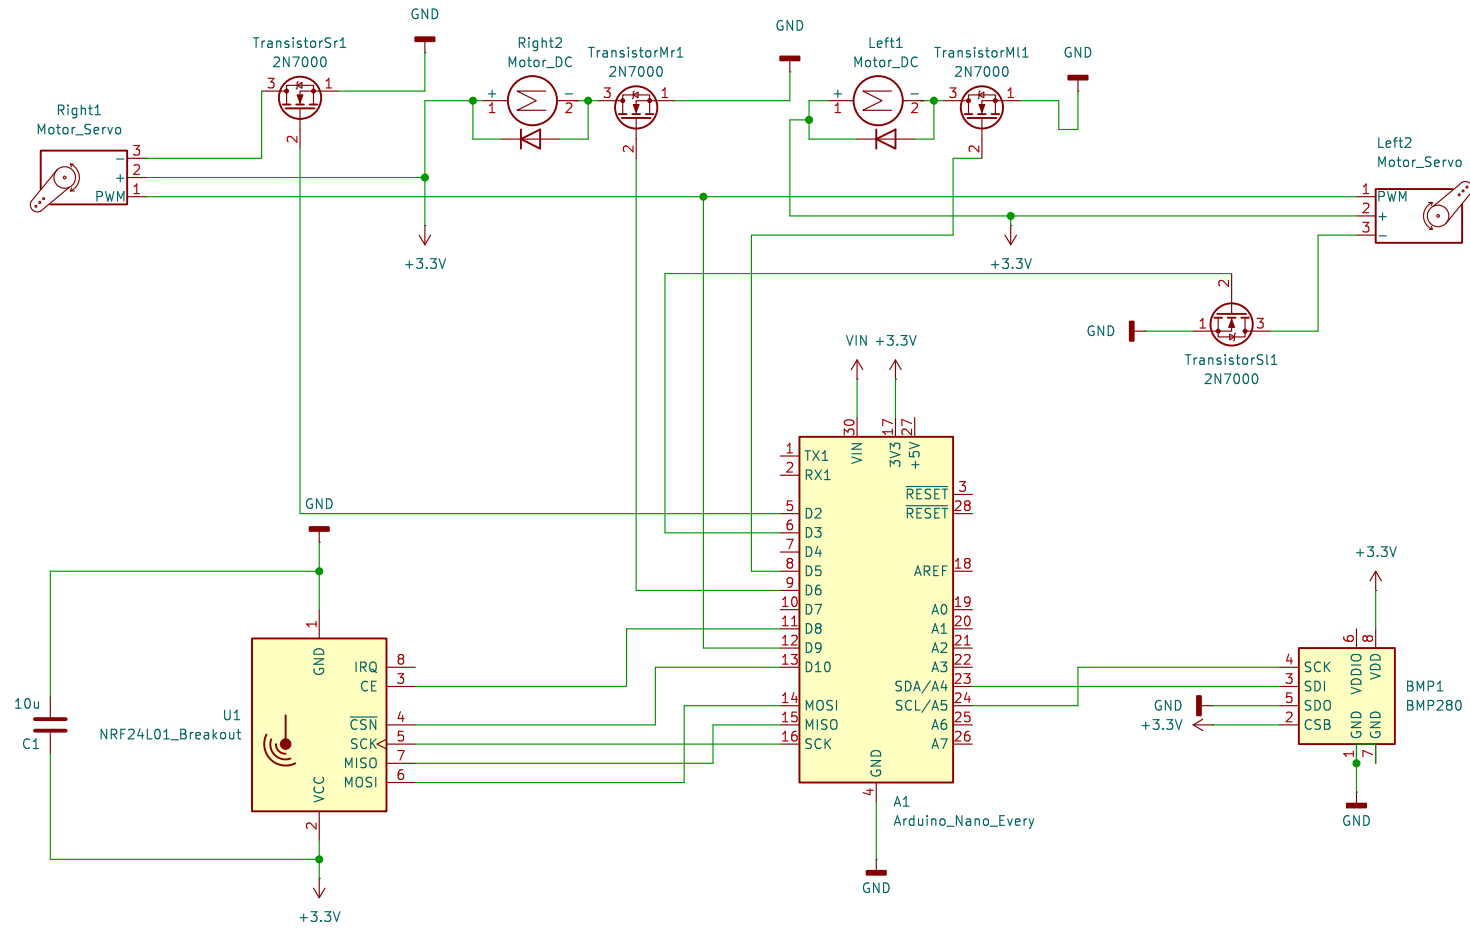 GND
TransistorSr1
2N7000
3
1
2
Right1
Motor_Servo
−
3
+
2
PWM
1
Right2
Motor_DC
+
1
−
2
TransistorMr1
2N7000
3
1
2
GND
Left1
Motor_DC
+
1
−
2
TransistorMl1
2N7000
3
1
2
GND
Left2
Motor_Servo
1
PWM
2
+
3
−
+3.3V
+3.3V
2
GND
1
3
TransistorSl1
2N7000
VIN
+3.3V
30
17
27
VIN
3V3
+5V
1
TX1
2
RX1
RESET
3
RESET
28
5
D2
6
D3
7
D4
8
D5
9
D6
10
D7
11
D8
12
D9
13
D10
14
MOSI
15
MISO
16
SCK
AREF
18
A0
19
A1
20
A2
21
A3
22
SDA/A4
23
SCL/A5
24
A6
25
A7
26
GND
4
A1
Arduino_Nano_Every
GND
GND
1
GND
IRQ
8
CE
3
CSN
4
SCK
5
MISO
7
MOSI
6
VCC
2
U1
NRF24L01_Breakout
10u
C1
+3.3V
+3.3V
6
8
VDDIO
VDD
4
SCK
3
SDI
5
SDO
2
CSB
GND
+3.3V
GND
GND
1
7
BMP1
BMP280
GND